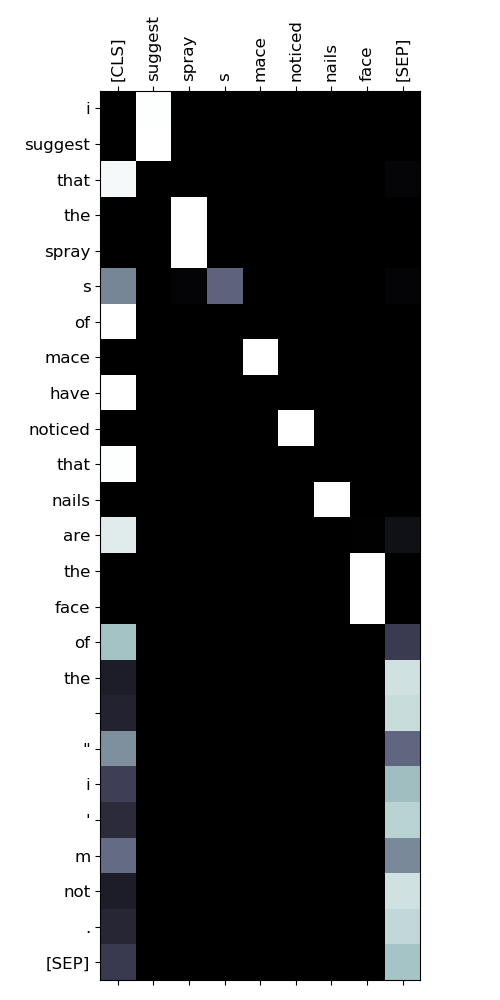 [CLS] suggest spray s mace noticed nails face [SEP]
i
suggest
that
the
spray
s
of
mace
have
noticed
that
nails
are
the
face
of
the
"
i
'
m
not
.
[SEP]